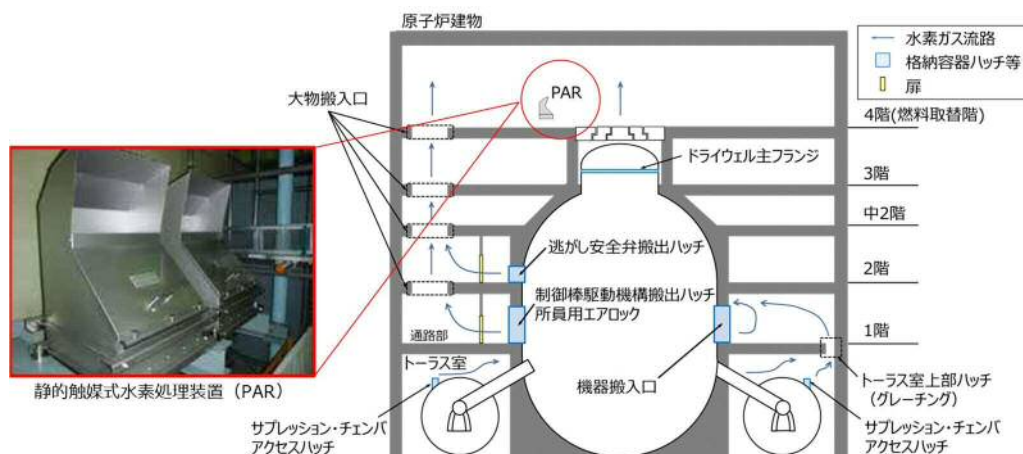 原子炉建物
水素ガス流路
格納容器ハッチ等
扉
大物搬入口
PAR
4階(燃料取替階)
ドライウェル主フランジ
3階
中2階
逃がし安全弁搬出ハッチ
2階
制御棒駆動機構搬出ハッチ
所員用エアロック
通路部
1階
トーラス室
機器搬入口
トーラス室上部ハッチ
(グレーチング)
静的触媒式水素処理装置（PAR）
サプレッション・チェンバ
アクセスハッチ
サプレッション・チェンバ
アクセスハッチ